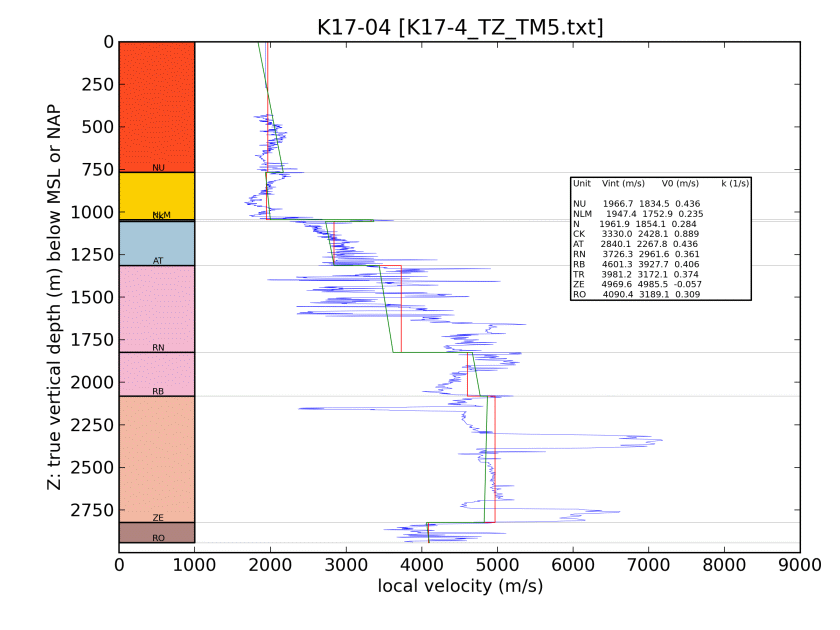 K17-04 [K17-4_TZ_TM5.txt]
Z: true vertical depth (m) below MSL or NAP
0
250
500
750
1000
1250
1500
1750
2000
2250
2500
2750
NU
NLM
CK
AT
RN
RB
ZE
RO
Unit Vint (m/s) V0 (m/s) k (1/s)
NU 1966.7 1834.5 0.436
NLM 1947.4 1752.9 0.235
N 1961.9 1854.1 0.284
CK 3330.0 2428.1 0.889
AT 2840.1 2267.8 0.436
RN 3726.3 2961.6 0.361
RB 4601.3 3927.7 0.406
TR 3981.2 3172.1 0.374
ZE 4969.6 4985.5 -0.057
RO 4090.4 3189.1 0.309
0 1000 2000 3000 4000 5000 6000 7000 8000 9000
local velocity (m/s)